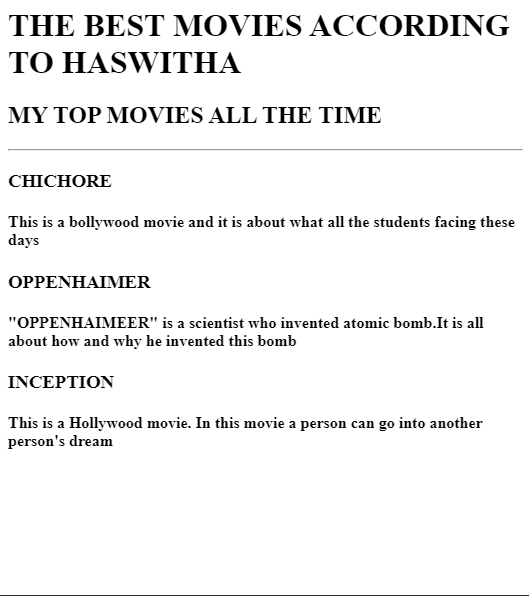 THE BEST MOVIES ACCORDING
TO HASWITHA
MY TOP MOVIES ALL THE TIME
CHICHORE
This is a bollywood movie and it is about what all the students facing these
days
OPPENHAIMER
"OPPENHAIMEER" is a scientist who invented atomic bomb.It is all
about how and why he invented this bomb
INCEPTION
This is a Hollywood movie. In this movie a person can go into another
person's dream